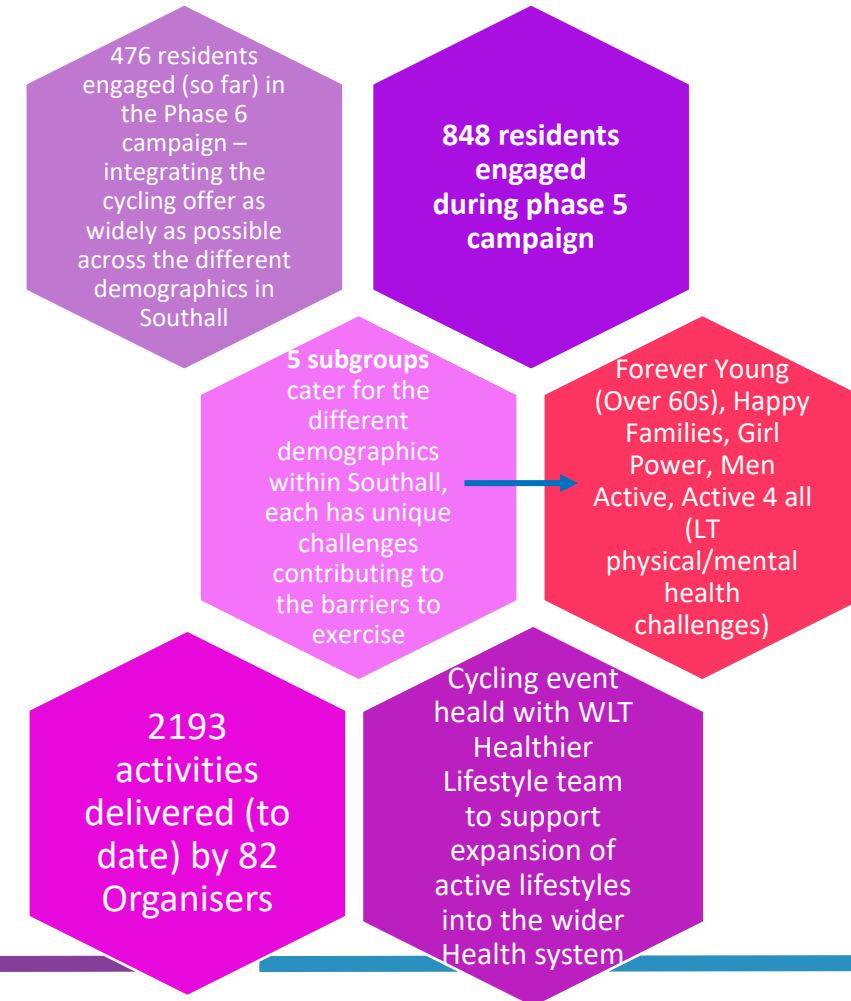 476 residents
engaged (so far) in
the Phase 6
campaign –
integrating the
cycling offer as
widely as possible
across the different
demographics in
Southall
848 residents
engaged
during phase 5
campaign
5 subgroups
cater for the
different
demographics
within Southall,
each has unique
challenges
contributing to
the barriers to
exercise
Forever Young
(Over 60s), Happy
Families, Girl
Power, Men
Active, Active 4 all
(LT
physical/mental
health
challenges)
2193
activities
delivered (to
date) by 82
Organisers
Cycling event
heald with WLT
Healthier
Lifestyle team
to support
expansion of
active lifestyles
into the wider
Health system